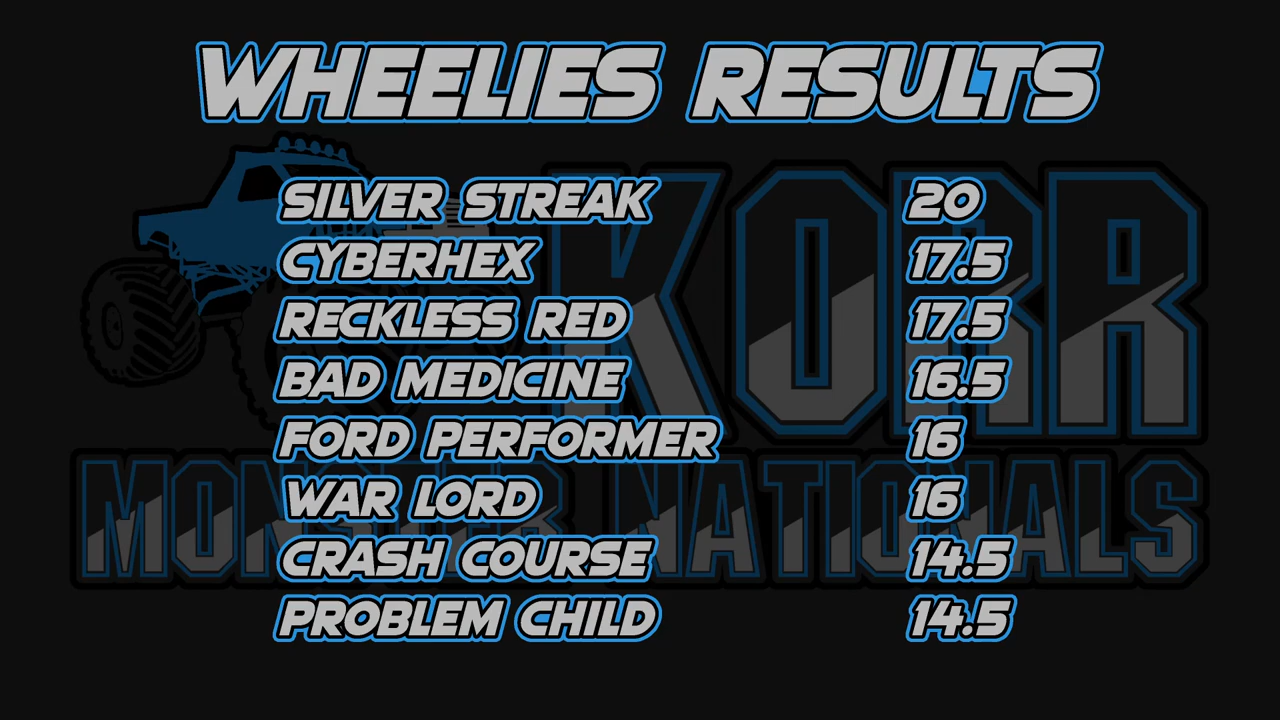 WHEELIES RESULTS
SILVER STREAK 20
CYBERHEX 17.5
RECKLESS RED 17.5
BAD MEDICINE 16.5
FORD PERFORMER 16
WAR LORD 16
CRASH COURSE 14.5
PROBLEM CHILD 14.5
KORR
MONSTER NATIONALS